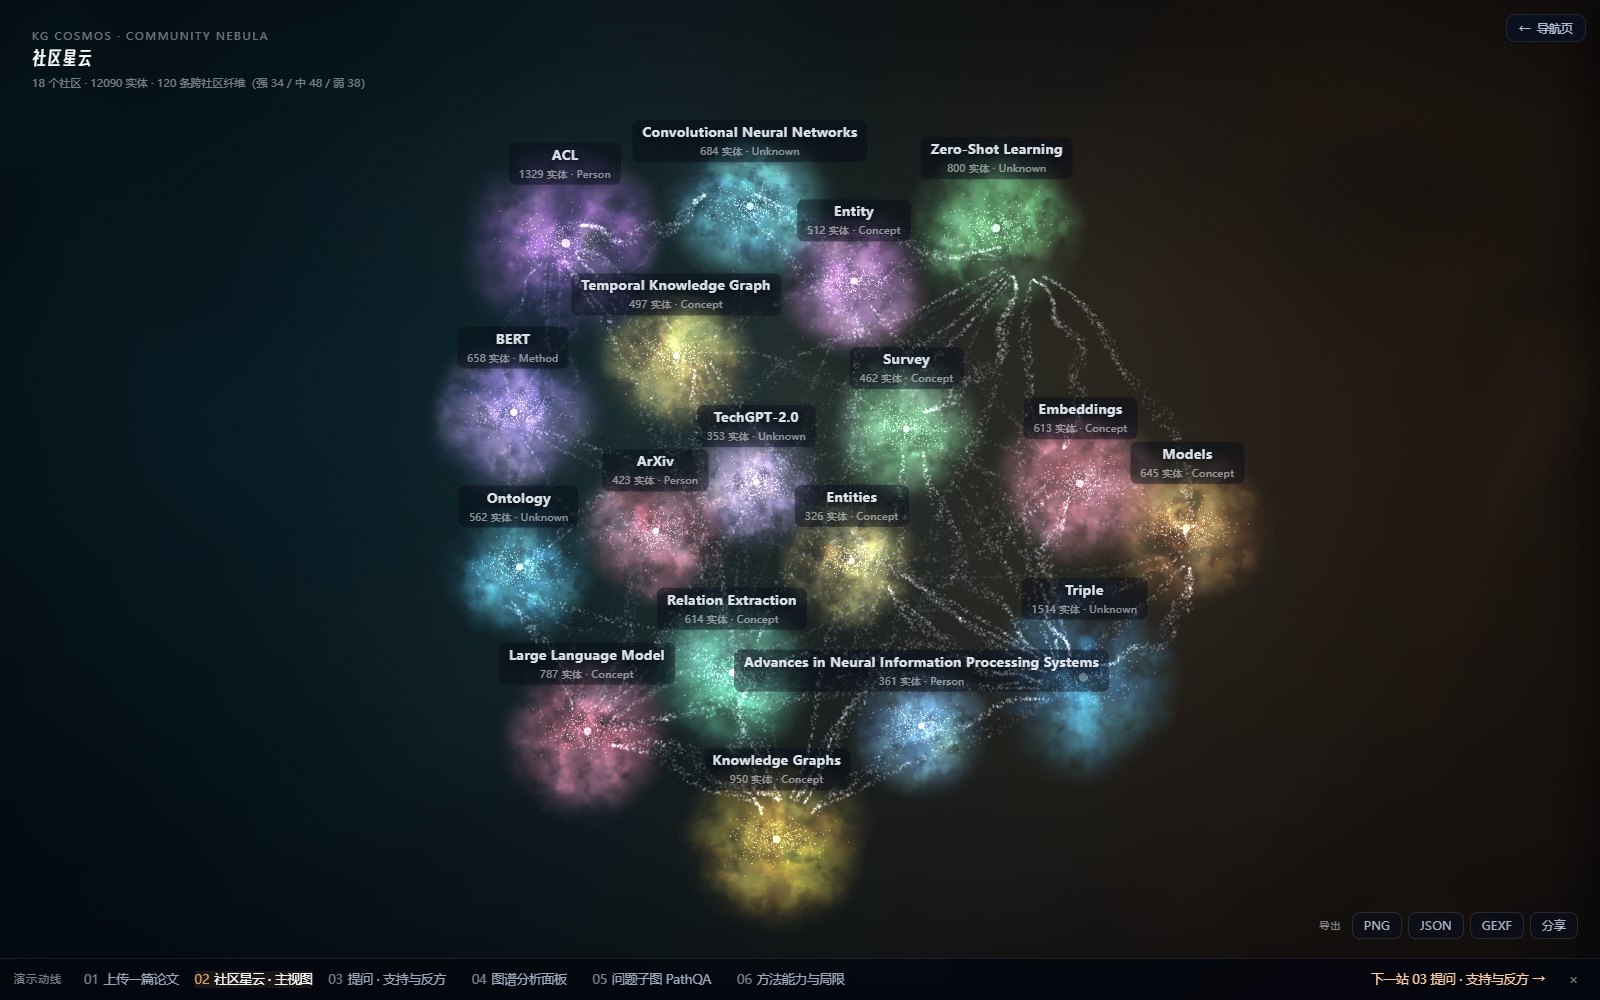 KG COSMOS · COMMUNITY NEBULA
社区星云
18 个社区 · 12090 实体 · 120 条跨社区纤维（强 34 / 中 48 / 弱 38）
← 导航页
Convolutional Neural Networks
684 实体 · Unknown
ACL
1329 实体 · Person
Zero-Shot Learning
800 实体 · Unknown
Entity
512 实体 · Concept
Temporal Knowledge Graph
497 实体 · Concept
BERT
658 实体 · Method
Survey
462 实体 · Concept
TechGPT-2.0
353 实体 · Unknown
Embeddings
613 实体 · Concept
Models
645 实体 · Concept
ArXiv
423 实体 · Person
Ontology
562 实体 · Unknown
Entities
326 实体 · Concept
Triple
1514 实体 · Unknown
Relation Extraction
614 实体 · Concept
Large Language Model
787 实体 · Concept
Advances in Neural Information Processing Systems
361 实体 · Person
Knowledge Graphs
950 实体 · Concept
导出 PNG JSON GEXF 分享
演示动线 01 上传一篇论文 02 社区星云 · 主视图 03 提问 · 支持与反方 04 图谱分析面板 05 问题子图 PathQA 06 方法能力与局限 下一站 03 提问 · 支持与反方 → ×